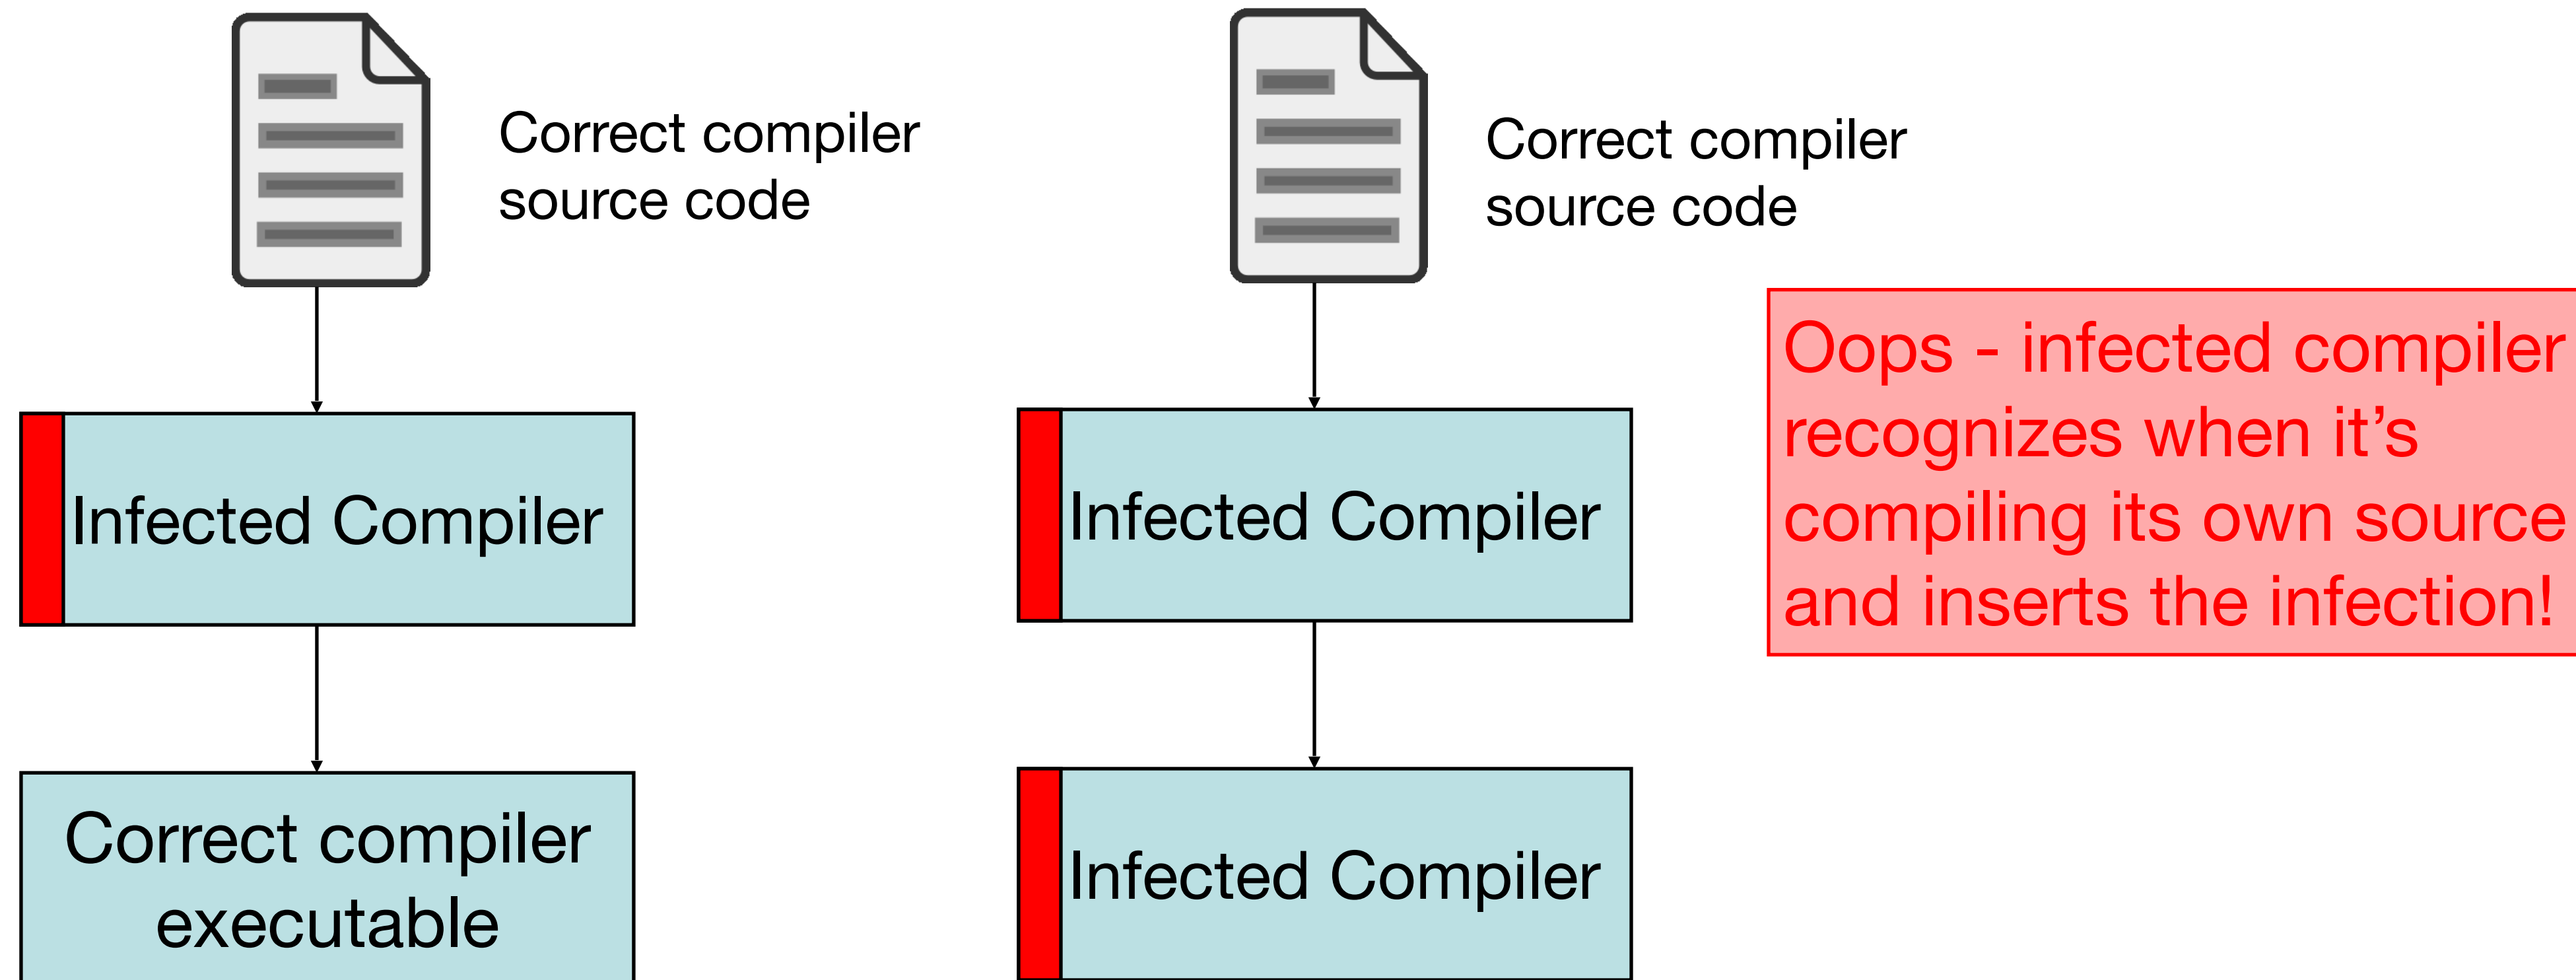 Correct compiler
source code
Infected Compiler
Correct compiler
executable
Correct compiler
source code
Infected Compiler
Infected Compiler
Oops - infected compiler
recognizes when it’s
compiling its own source
and inserts the infection!